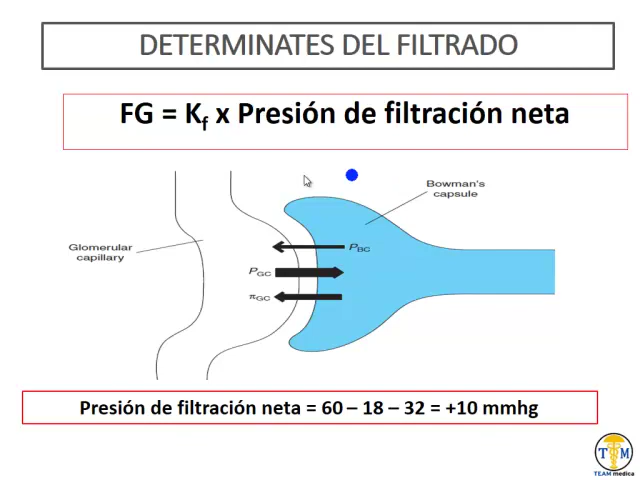 DETERMINATES DEL FILTRADO
FG = Kf x Presión de filtración neta
Bowman's
capsule
Glomerular
capillary
PBC
PGC
πGC
Presión de filtración neta = 60 – 18 – 32 = +10 mmhg
T M
TEAM medica